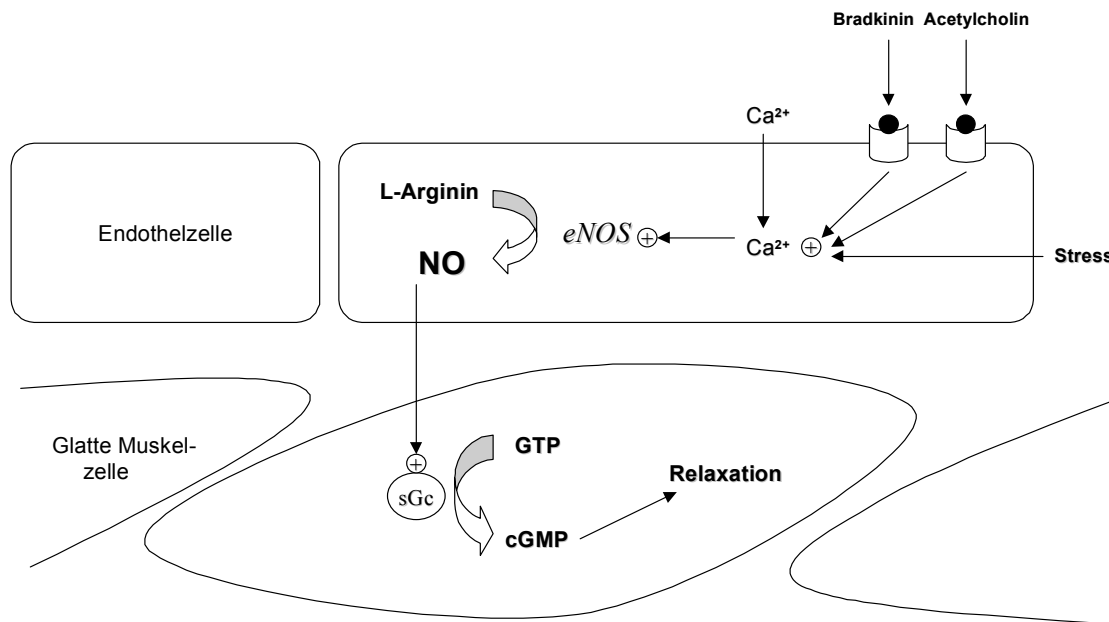 Bradkinin Acetylcholin
Ca²⁺
L-Arginin
Endothelzelle
eNOS +
Ca²⁺ +
NO
Stress
Glatte Muskel-
zelle
GTP
+
sGc
Relaxation
cGMP